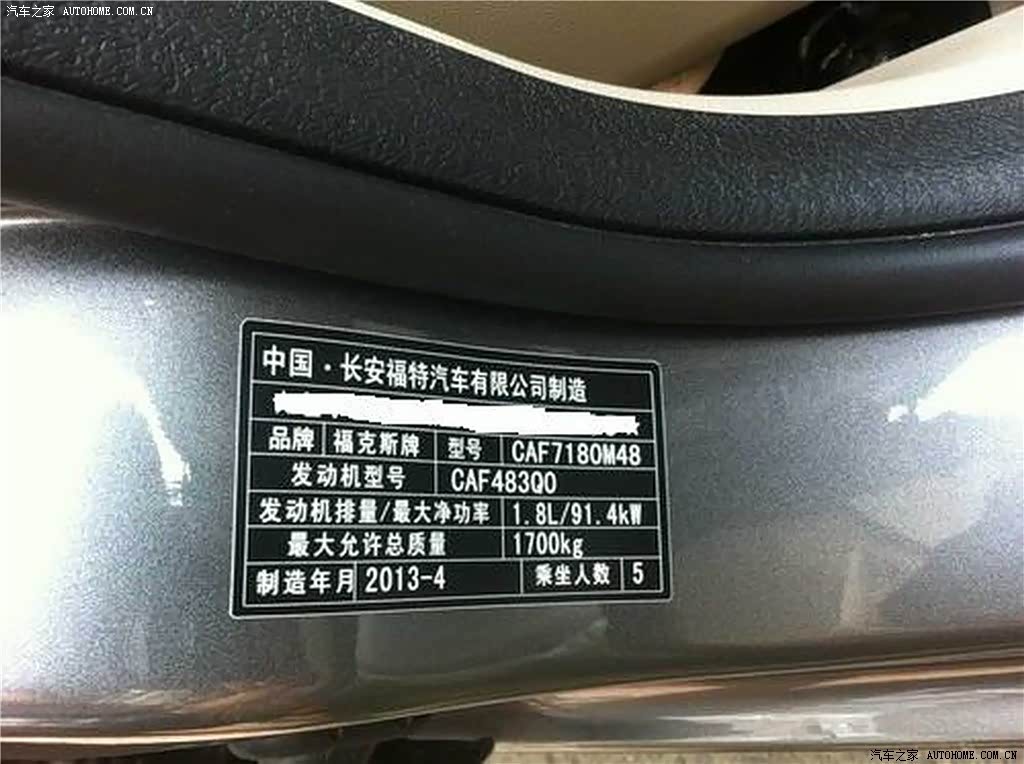 汽车之家 AUTOHOME.COM.CN
中国·长安福特汽车有限公司制造
品牌 福克斯牌 型号 CAF7180M48
发动机型号 CAF483Q0
发动机排量/最大净功率 1.8L/91.4kW
最大允许总质量 1700kg
制造年月 2013-4 乘坐人数 5
汽车之家 AUTOHOME.COM.CN